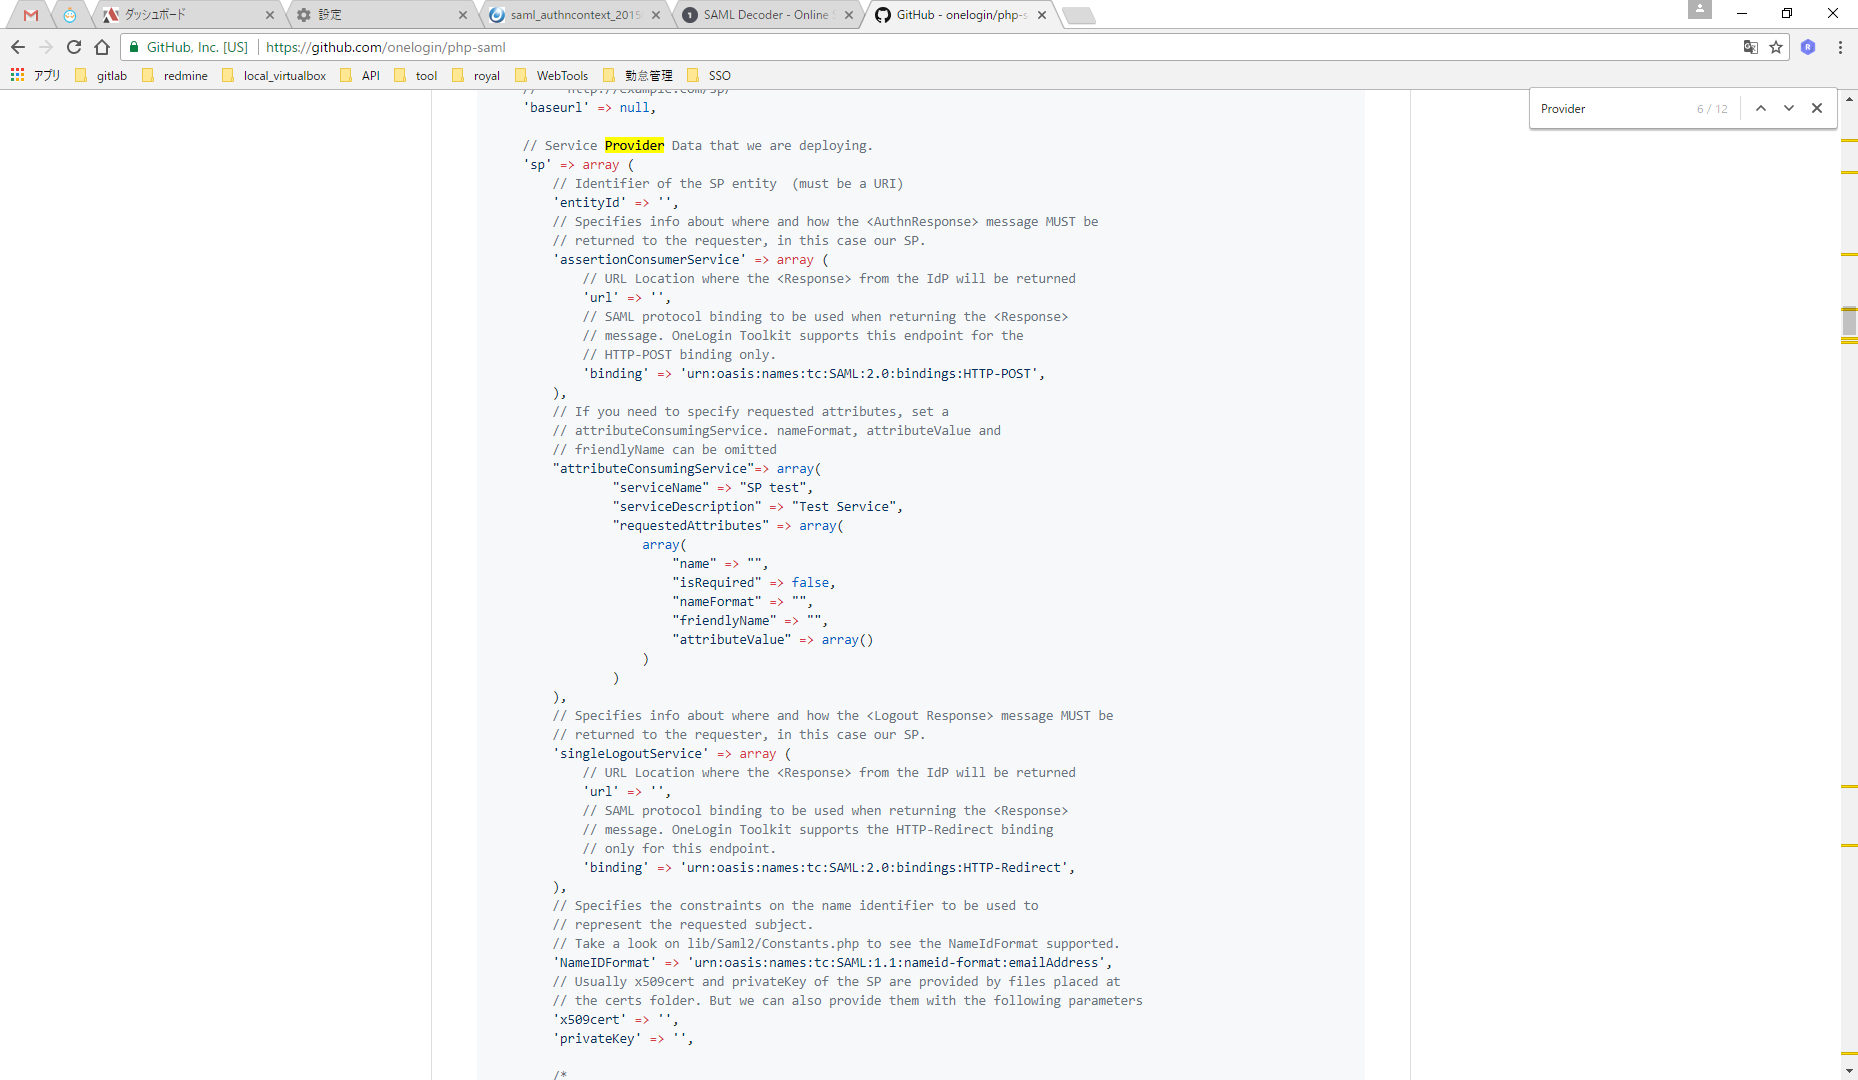 ダッシュボード
設定
saml_authncontext_2015
SAML Decoder - Online S
GitHub - onelogin/php-s
GitHub, Inc. [US] https://github.com/onelogin/php-saml
アプリ gitlab redmine local_virtualbox API tool royal WebTools 勤怠管理 SSO
Provider 6 / 12
// http://example.com/sp/
'baseurl' => null,
// Service Provider Data that we are deploying.
'sp' => array (
// Identifier of the SP entity  (must be a URI)
'entityId' => '',
// Specifies info about where and how the <AuthnResponse> message MUST be
// returned to the requester, in this case our SP.
'assertionConsumerService' => array (
// URL Location where the <Response> from the IdP will be returned
'url' => '',
// SAML protocol binding to be used when returning the <Response>
// message. OneLogin Toolkit supports this endpoint for the
// HTTP-POST binding only.
'binding' => 'urn:oasis:names:tc:SAML:2.0:bindings:HTTP-POST',
),
// If you need to specify requested attributes, set a
// attributeConsumingService. nameFormat, attributeValue and
// friendlyName can be omitted
"attributeConsumingService"=> array(
"serviceName" => "SP test",
"serviceDescription" => "Test Service",
"requestedAttributes" => array(
array(
"name" => "",
"isRequired" => false,
"nameFormat" => "",
"friendlyName" => "",
"attributeValue" => array()
)
)
),
// Specifies info about where and how the <Logout Response> message MUST be
// returned to the requester, in this case our SP.
'singleLogoutService' => array (
// URL Location where the <Response> from the IdP will be returned
'url' => '',
// SAML protocol binding to be used when returning the <Response>
// message. OneLogin Toolkit supports the HTTP-Redirect binding
// only for this endpoint.
'binding' => 'urn:oasis:names:tc:SAML:2.0:bindings:HTTP-Redirect',
),
// Specifies the constraints on the name identifier to be used to
// represent the requested subject.
// Take a look on lib/Saml2/Constants.php to see the NameIdFormat supported.
'NameIDFormat' => 'urn:oasis:names:tc:SAML:1.1:nameid-format:emailAddress',
// Usually x509cert and privateKey of the SP are provided by files placed at
// the certs folder. But we can also provide them with the following parameters
'x509cert' => '',
'privateKey' => '',
/*